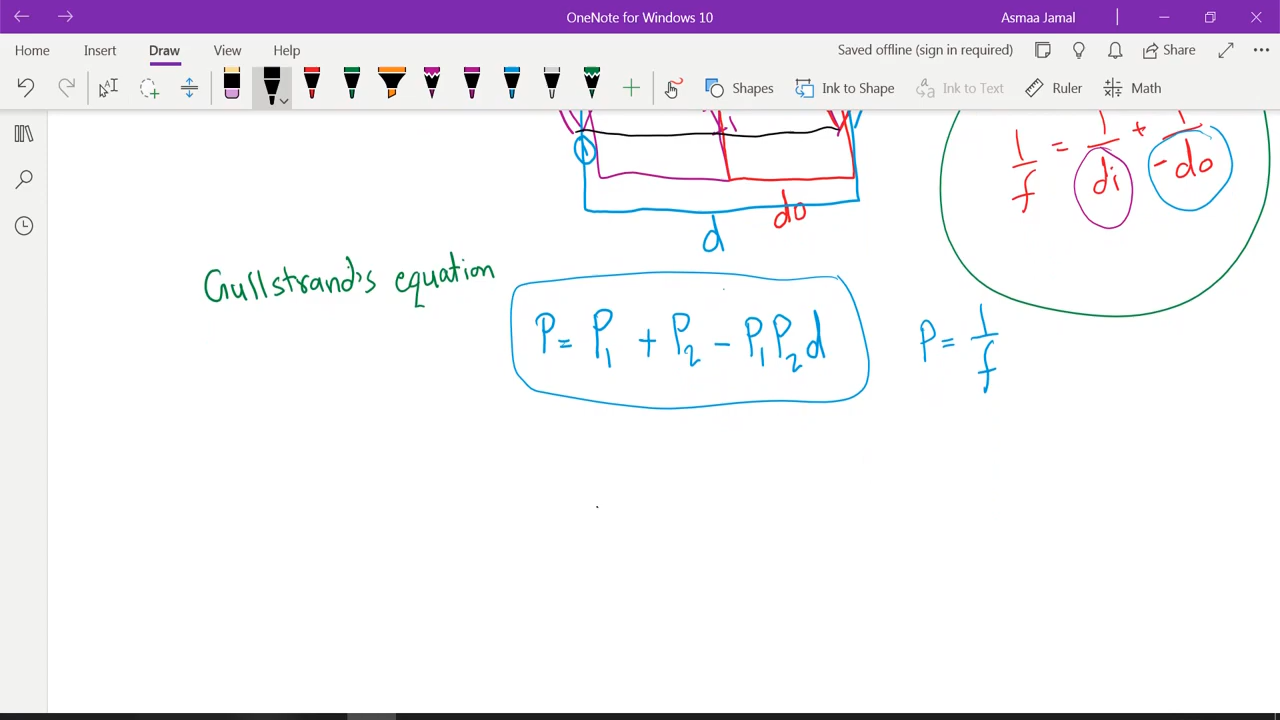 OneNote for Windows 10
Asmaa Jamal
Home Insert Draw View Help
Saved offline (sign in required)
Share
Shapes
Ink to Shape
Ink to Text
Ruler
Math
1/f = 1/di + 1/-do
do
d
Gullstrand's equation
P = P₁ + P₂ - P₁P₂d
P = 1/f